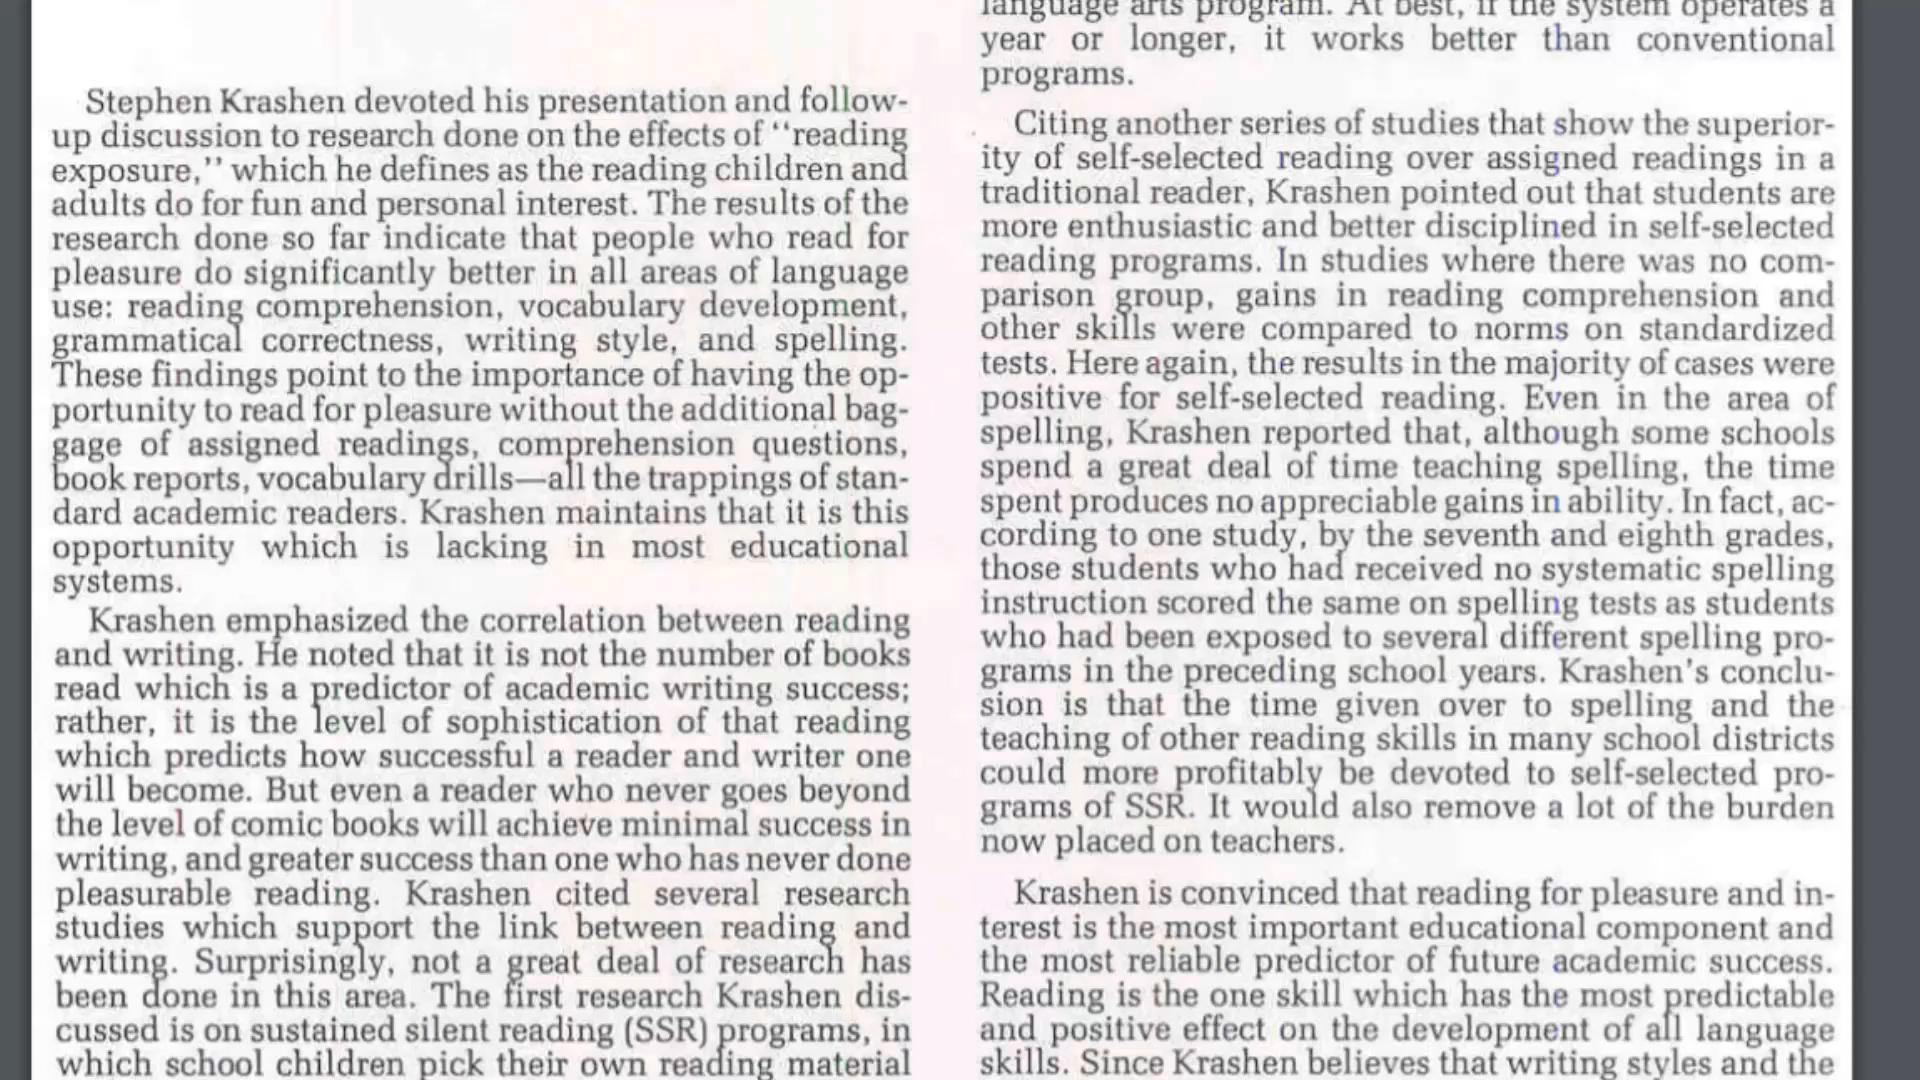 Stephen Krashen devoted his presentation and follow-
up discussion to research done on the effects of ‘‘reading
exposure,’’ which he defines as the reading children and
adults do for fun and personal interest. The results of the
research done so far indicate that people who read for
pleasure do significantly better in all areas of language
use: reading comprehension, vocabulary development,
grammatical correctness, writing style, and spelling.
These findings point to the importance of having the op-
portunity to read for pleasure without the additional bag-
gage of assigned readings, comprehension questions,
book reports, vocabulary drills—all the trappings of stan-
dard academic readers. Krashen maintains that it is this
opportunity which is lacking in most educational
systems.
Krashen emphasized the correlation between reading
and writing. He noted that it is not the number of books
read which is a predictor of academic writing success;
rather, it is the level of sophistication of that reading
which predicts how successful a reader and writer one
will become. But even a reader who never goes beyond
the level of comic books will achieve minimal success in
writing, and greater success than one who has never done
pleasurable reading. Krashen cited several research
studies which support the link between reading and
writing. Surprisingly, not a great deal of research has
been done in this area. The first research Krashen dis-
cussed is on sustained silent reading (SSR) programs, in
which school children pick their own reading material
language arts program. At best, if the system operates a
year or longer, it works better than conventional
programs.
Citing another series of studies that show the superior-
ity of self-selected reading over assigned readings in a
traditional reader, Krashen pointed out that students are
more enthusiastic and better disciplined in self-selected
reading programs. In studies where there was no com-
parison group, gains in reading comprehension and
other skills were compared to norms on standardized
tests. Here again, the results in the majority of cases were
positive for self-selected reading. Even in the area of
spelling, Krashen reported that, although some schools
spend a great deal of time teaching spelling, the time
spent produces no appreciable gains in ability. In fact, ac-
cording to one study, by the seventh and eighth grades,
those students who had received no systematic spelling
instruction scored the same on spelling tests as students
who had been exposed to several different spelling pro-
grams in the preceding school years. Krashen’s conclu-
sion is that the time given over to spelling and the
teaching of other reading skills in many school districts
could more profitably be devoted to self-selected pro-
grams of SSR. It would also remove a lot of the burden
now placed on teachers.
Krashen is convinced that reading for pleasure and in-
terest is the most important educational component and
the most reliable predictor of future academic success.
Reading is the one skill which has the most predictable
and positive effect on the development of all language
skills. Since Krashen believes that writing styles and the